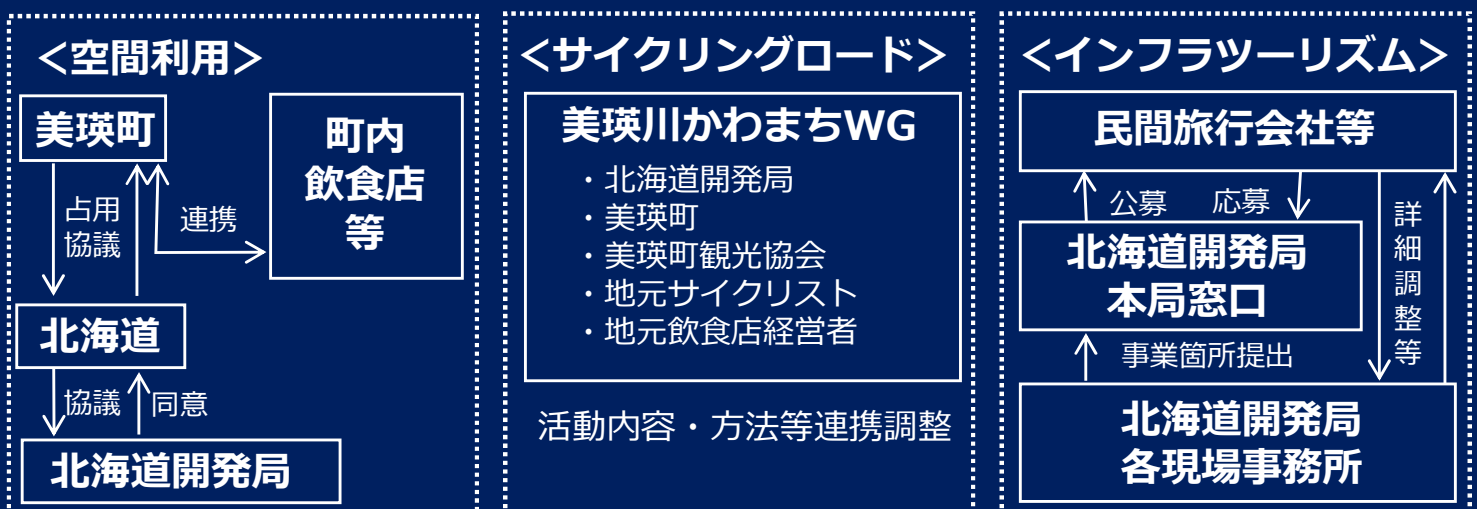 ＜空間利用＞
美瑛町
町内
飲食店
等
占用
協議
連携
北海道
協議
同意
北海道開発局
＜サイクリングロード＞
美瑛川かわまちWG
・北海道開発局
・美瑛町
・美瑛町観光協会
・地元サイクリスト
・地元飲食店経営者
活動内容・方法等連携調整
＜インフラツーリズム＞
民間旅行会社等
公募
応募
詳細調整等
北海道開発局
本局窓口
事業箇所提出
北海道開発局
各現場事務所